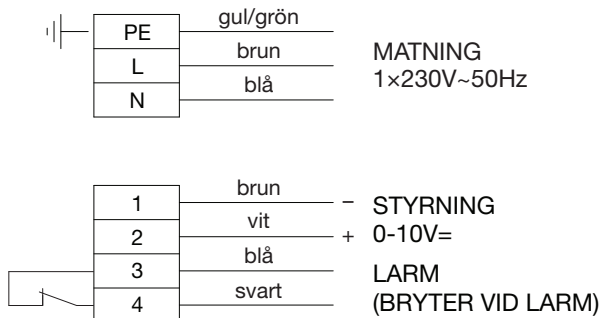 PE gul/grön
L brun MATNING
N blå 1×230V~50Hz
1 brun – STYRNING
2 vit + 0-10V=
3 blå LARM
4 svart (BRYTER VID LARM)